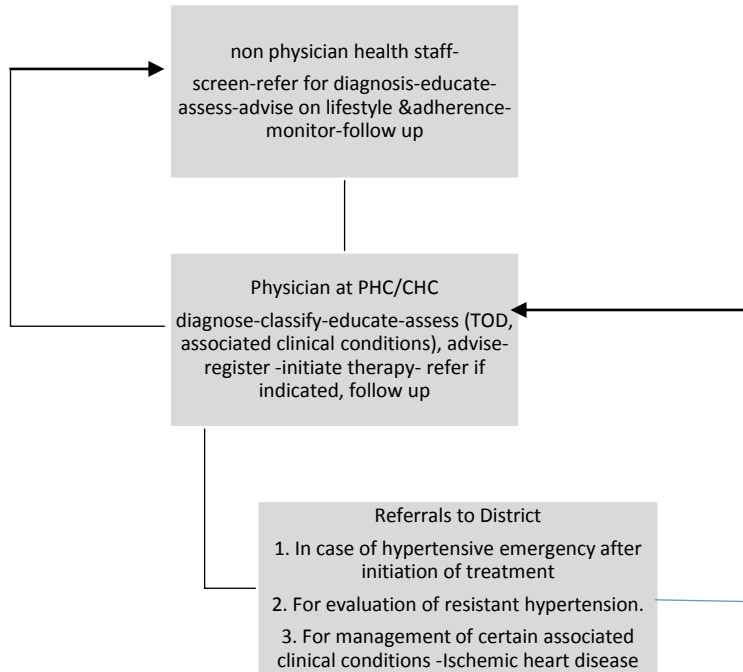 non physician health staff-
screen-refer for diagnosis-educate-
assess-advise on lifestyle &adherence-
monitor-follow up
Physician at PHC/CHC
diagnose-classify-educate-assess (TOD,
associated clinical conditions), advise-
register -initiate therapy- refer if
indicated, follow up
Referrals to District
1. In case of hypertensive emergency after
initiation of treatment
2. For evaluation of resistant hypertension.
3. For management of certain associated
clinical conditions -Ischemic heart disease